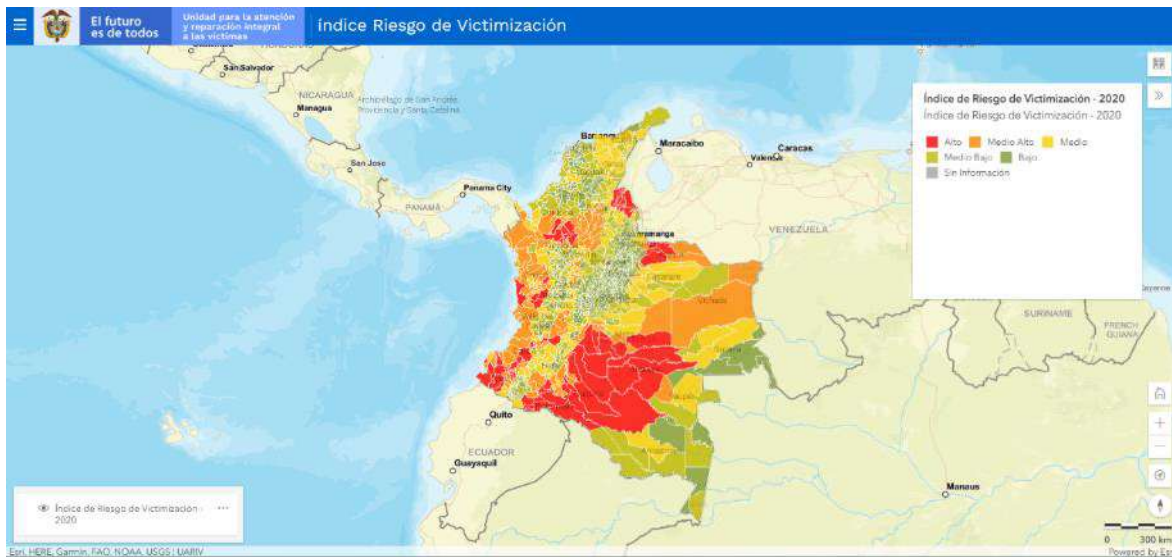 El futuro
es de todos
Unidad para la atención
y reparación integral
a las víctimas
Índice Riesgo de Victimización
San Salvador
NICARAGUA
Managua
Archipiélago de San Andrés,
Providencia y Santa Catalina
San Jose
Panama City
PANAMÁ
Maracaibo
Caracas
Valencia
VENEZUELA
Vichada
SURINAME
FRENCH
GUIANA
Cayenne
Quito
ECUADOR
Guayaquil
Manaus
Índice de Riesgo de Victimización - 2020
Índice de Riesgo de Victimización - 2020
Alto
Medio Alto
Medio
Medio Bajo
Bajo
Sin Información
Índice de Riesgo de Victimización -
2020
0
300 km
Esri, HERE, Garmin, FAO, NOAA, USGS | UARIV
Powered by Es